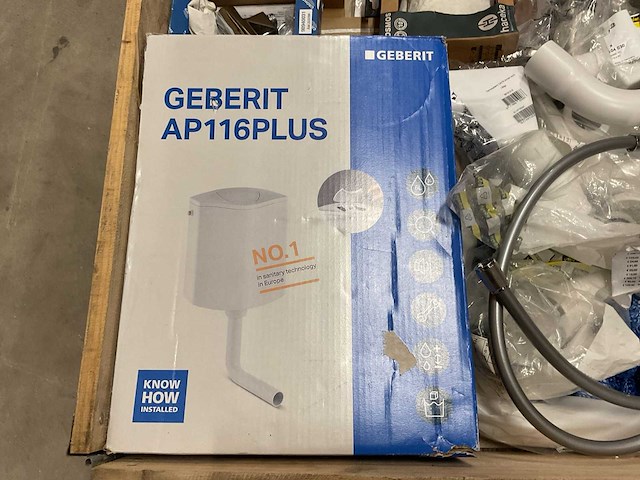 GEBERIT
GEBERIT
AP116PLUS
NO.1
in sanitary technology
in Europe
KNOW
HOW
INSTALLED